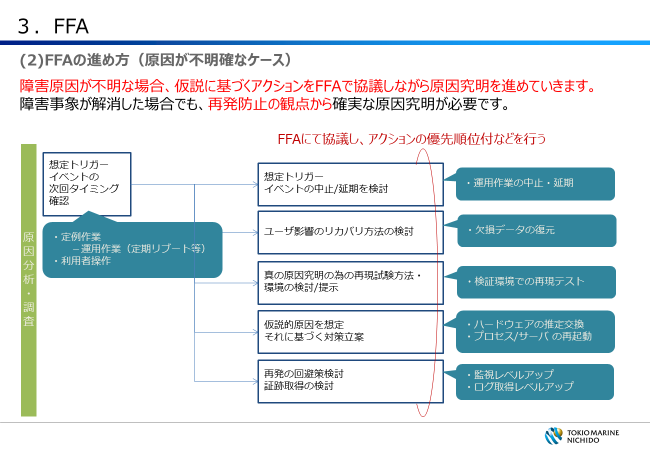 ３．FFA
(2)FFAの進め方（原因が不明確なケース）
障害原因が不明な場合、仮説に基づくアクションをFFAで協議しながら原因究明を進めていきます。
障害事象が解消した場合でも、再発防止の観点から確実な原因究明が必要です。
FFAにて協議し、アクションの優先順位付などを行う
原因分析・調査
想定トリガー
イベントの
次回タイミング
確認
・定例作業
－運用作業（定期リブート等）
・利用者操作
想定トリガー
イベントの中止/延期を検討
・運用作業の中止・延期
ユーザ影響のリカバリ方法の検討
・欠損データの復元
真の原因究明の為の再現試験方法・
環境の検討/提示
・検証環境での再現テスト
仮説的原因を想定
それに基づく対策立案
・ハードウェアの推定交換
・プロセス/サーバ の再起動
再発の回避策検討
証跡取得の検討
・監視レベルアップ
・ログ取得レベルアップ
TOKIO MARINE
NICHIDO